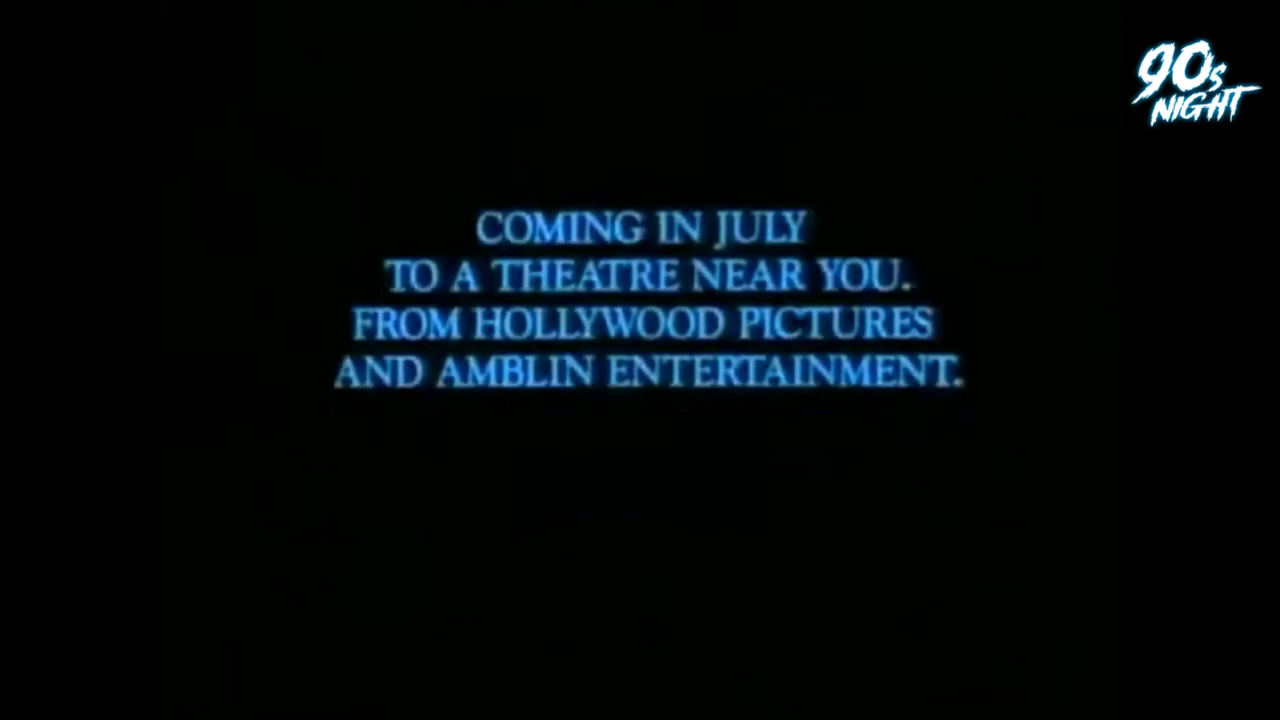 90s
NIGHT
COMING IN JULY
TO A THEATRE NEAR YOU.
FROM HOLLYWOOD PICTURES
AND AMBLIN ENTERTAINMENT.